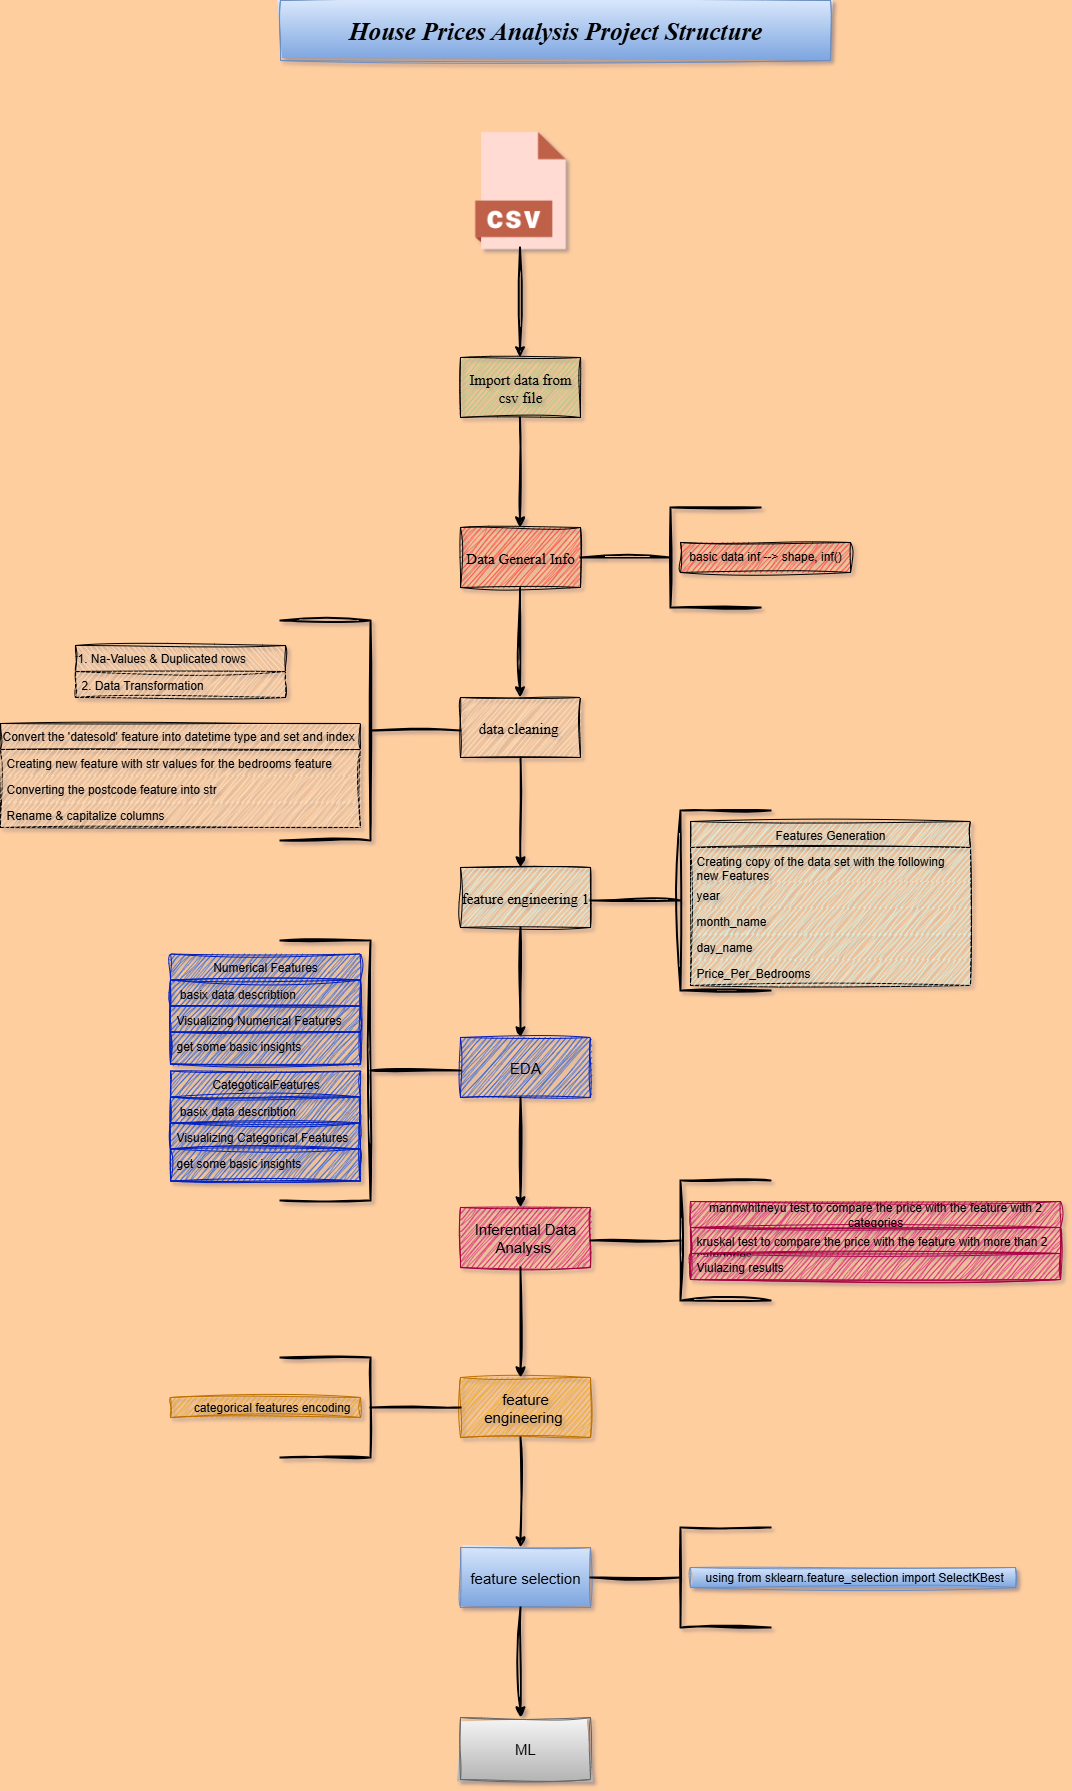 House Prices Analysis Project Structure
CSV
Import data from
csv file
Data General Info
basic data inf --> shape, inf()
1. Na-Values & Duplicated rows
2. Data Transformation
data cleaning
Convert the 'datesold' feature into datetime type and set and index
Creating new feature with str values for the bedrooms feature
Converting the postcode feature into str
Rename & capitalize columns
Features Generation
Creating copy of the data set with the following
new Features
year
month_name
day_name
Price_Per_Bedrooms
feature engineering 1
Numerical Features
basix data describtion
Visualizing Numerical Features
get some basic insights
CategoticalFeatures
basix data describtion
Visualizing Categorical Features
get some basic insights
EDA
Inferential Data
Analysis
mannwhitneyu test to compare the price with the feature with 2
categories
kruskal test to compare the price with the feature with more than 2
Viulazing results
feature
engineering
categorical features encoding
feature selection
using from sklearn.feature_selection import SelectKBest
ML